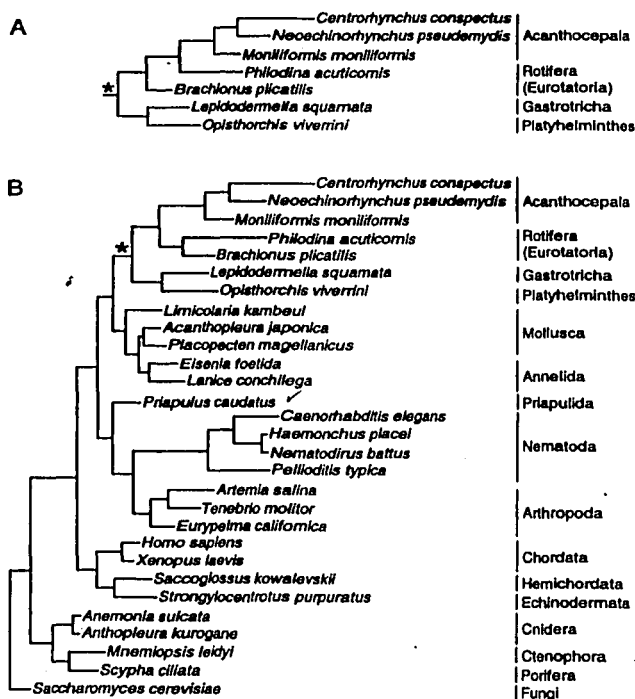 A
Centrorhynchus conspectus
Neoechinorhynchus pseudemydis
Acanthocepala
Moniliformis moniliformis
Philodina acuticornis
Rotifera
(Eurotatoria)
Brachionus plicatilis
Lepidodermella squamata
Gastrotricha
Opisthorchis viverrini
Platyhelminthes
*
B
Centrorhynchus conspectus
Neoechinorhynchus pseudemydis
Acanthocepala
Moniliformis moniliformis
*
Philodina acuticornis
Rotifera
(Eurotatoria)
Brachionus plicatilis
Lepidodermella squamata
Gastrotricha
Opisthorchis viverrini
Platyhelminthes
Limicolaria kambeul
Acanthopleura japonica
Mollusca
Placopecten magellanicus
Eisenia foetida
Annelida
Lanice conchilega
Priapulus caudatus ✓
Priapulida
Caenorhabditis elegans
Haemonchus placei
Nematoda
Nematodirus battus
Pellioditis typica
Artemia salina
Tenebrio molitor
Arthropoda
Eurypelma californica
Homo sapiens
Chordata
Xenopus laevis
Saccoglossus kowalevskii
Hemichordata
Strongylocentrotus purpuratus
Echinodermata
Anemonia sulcata
Cnidera
Anthopleura kurogane
Mnemiopsis leidyi
Ctenophora
Scypha ciliata
Porifera
Saccharomyces cerevisiae
Fungi